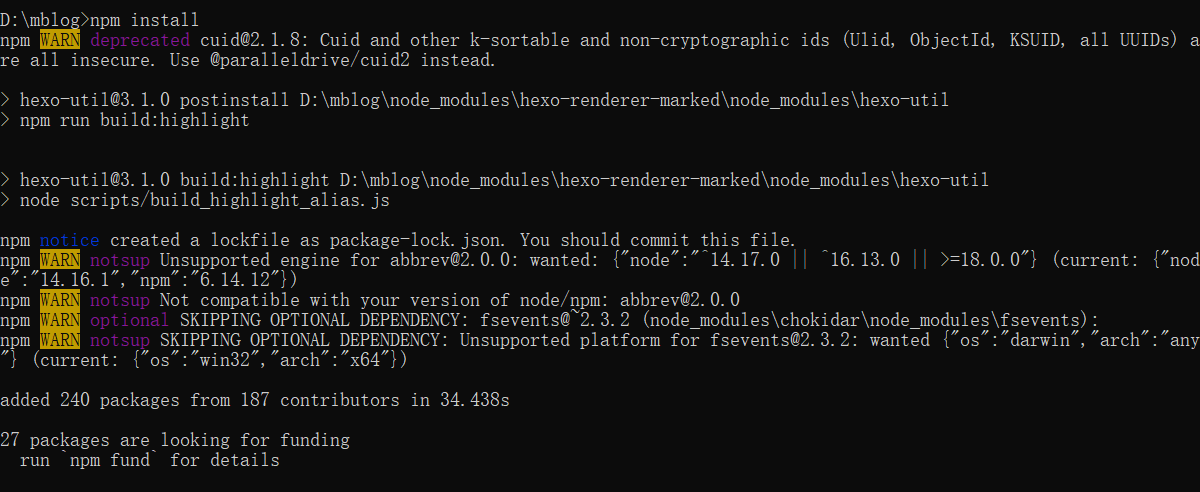 D:\mblog>npm install
npm WARN deprecated cuid@2.1.8: Cuid and other k-sortable and non-cryptographic ids (Ulid, ObjectId, KSUID, all UUIDs) a
re all insecure. Use @paralleldrive/cuid2 instead.
> hexo-util@3.1.0 postinstall D:\mblog\node_modules\hexo-renderer-marked\node_modules\hexo-util
> npm run build:highlight
> hexo-util@3.1.0 build:highlight D:\mblog\node_modules\hexo-renderer-marked\node_modules\hexo-util
> node scripts/build_highlight_alias.js
npm notice created a lockfile as package-lock.json. You should commit this file.
npm WARN notsup Unsupported engine for abbrev@2.0.0: wanted: {"node":"^14.17.0 || ^16.13.0 || >=18.0.0"} (current: {"nod
e":"14.16.1","npm":"6.14.12"})
npm WARN notsup Not compatible with your version of node/npm: abbrev@2.0.0
npm WARN optional SKIPPING OPTIONAL DEPENDENCY: fsevents@~2.3.2 (node_modules\chokidar\node_modules\fsevents):
npm WARN notsup SKIPPING OPTIONAL DEPENDENCY: Unsupported platform for fsevents@2.3.2: wanted {"os":"darwin","arch":"any
"} (current: {"os":"win32","arch":"x64"})
added 240 packages from 187 contributors in 34.438s
27 packages are looking for funding
run `npm fund` for details